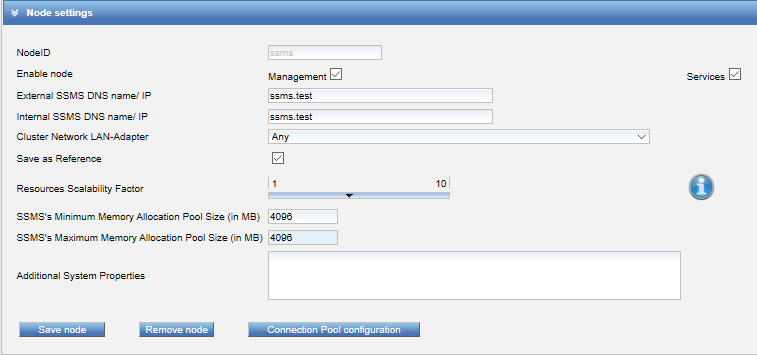 Node settings
NodeID ssms
Enable node Management Services
External SSMS DNS name/ IP ssms.test
Internal SSMS DNS name/ IP ssms.test
Cluster Network LAN-Adapter Any
Save as Reference
Resources Scalability Factor 1 10
SSMS's Minimum Memory Allocation Pool Size (in MB) 4096
SSMS's Maximum Memory Allocation Pool Size (in MB) 4096
Additional System Properties
Save node Remove node Connection Pool configuration